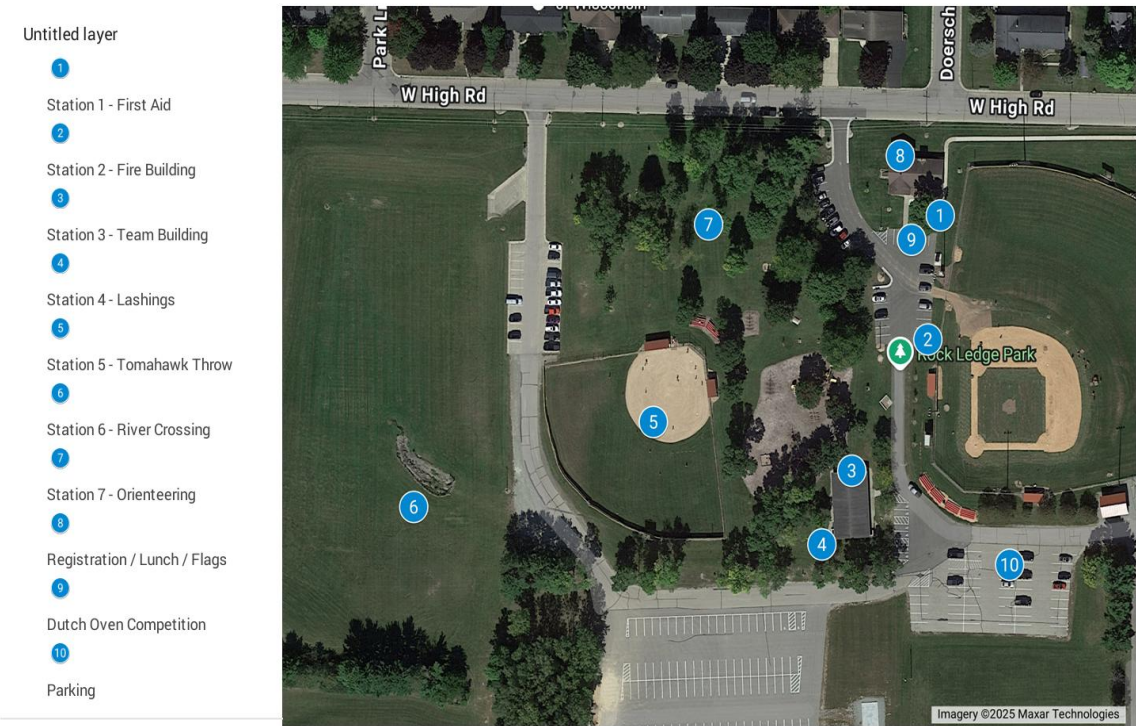 Untitled layer
1
Station 1 - First Aid
2
Station 2 - Fire Building
3
Station 3 - Team Building
4
Station 4 - Lashings
5
Station 5 - Tomahawk Throw
6
Station 6 - River Crossing
7
Station 7 - Orienteering
8
Registration / Lunch / Flags
9
Dutch Oven Competition
10
Parking
of Wisconsin
Park L
Doersch
W High Rd
W High Rd
8
1
7
9
2
Rock Ledge Park
5
3
6
4
10
Imagery ©2025 Maxar Technologies